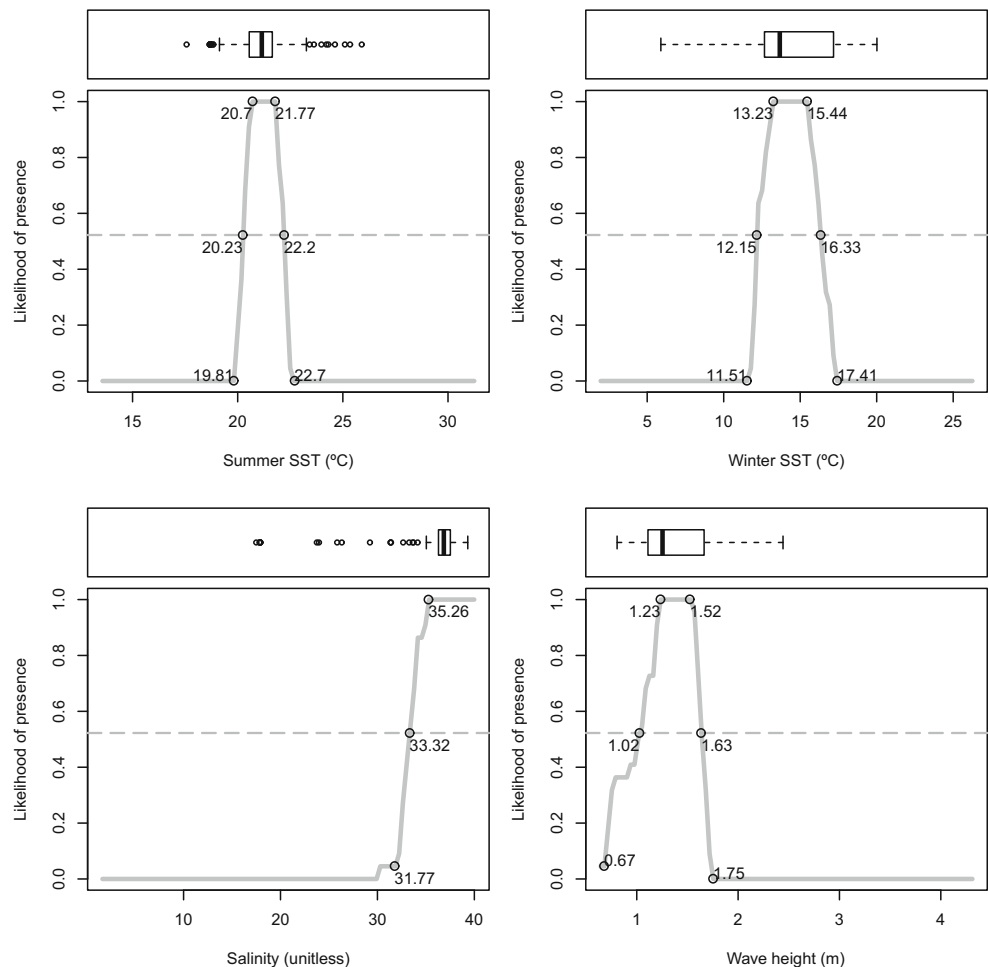 20.7 21.77
20.23 22.2
19.81 22.7
0.0 0.2 0.4 0.6 0.8 1.0
Likelihood of presence
15 20 25 30
Summer SST (ºC)
13.23 15.44
12.15 16.33
11.51 17.41
0.0 0.2 0.4 0.6 0.8 1.0
Likelihood of presence
5 10 15 20 25
Winter SST (ºC)
35.26
33.32
31.77
0.0 0.2 0.4 0.6 0.8 1.0
Likelihood of presence
10 20 30 40
Salinity (unitless)
1.23 1.52
1.02 1.63
0.67 1.75
0.0 0.2 0.4 0.6 0.8 1.0
Likelihood of presence
1 2 3 4
Wave height (m)